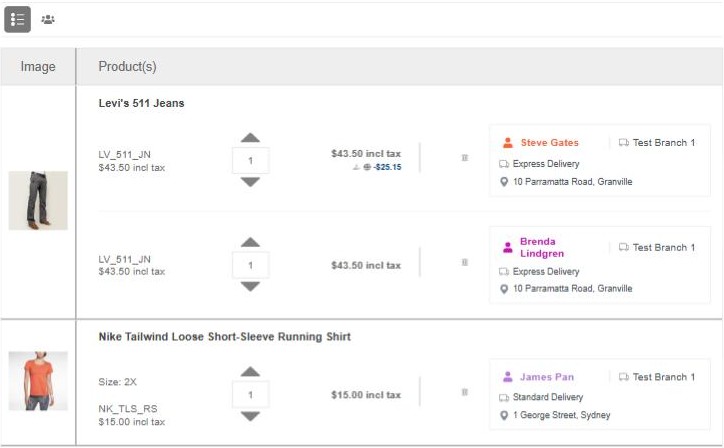 Image
Product(s)
Levi's 511 Jeans
LV_511_JN
$43.50 incl tax
1
$43.50 incl tax
-$25.15
Steve Gates
Test Branch 1
Express Delivery
10 Parramatta Road, Granville
LV_511_JN
$43.50 incl tax
1
$43.50 incl tax
Brenda
Lindgren
Test Branch 1
Express Delivery
10 Parramatta Road, Granville
Nike Tailwind Loose Short-Sleeve Running Shirt
Size: 2X
NK_TLS_RS
$15.00 incl tax
1
$15.00 incl tax
James Pan
Test Branch 1
Standard Delivery
1 George Street, Sydney